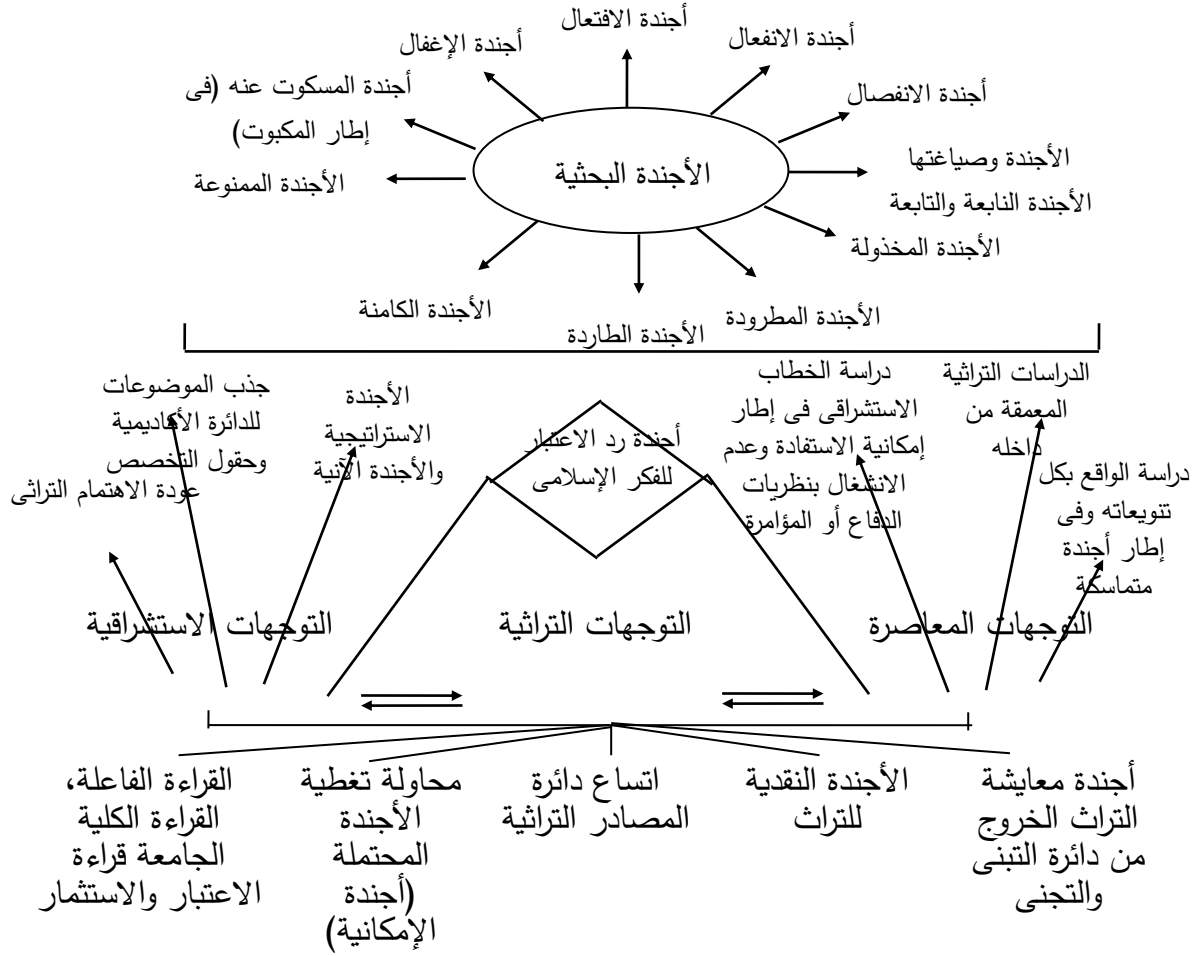 أجندة الافتعال
أجندة الانفعال
أجندة الإغفال
أجندة الانفصال
أجندة المسكوت عنه (فى
إطار المكبوت)
الأجندة البحثية
الأجندة وصياغتها
الأجندة النابعة والتابعة
الأجندة الممنوعة
الأجندة المخذولة
الأجندة المطرودة
الأجندة الطاردة
الأجندة الكامنة
الدراسات التراثية
المعمقة من
داخله
دراسة الخطاب
الاستشراقى فى إطار
إمكانية الاستفادة وعدم
الانشغال بنظريات
الدفاع أو المؤامرة
أجندة رد الاعتبار
للفكر الإسلامى
الأجندة
الاستراتيجية
والأجندة الآنية
جذب الموضوعات
للدائرة الأكاديمية
وحقول التخصص
عودة الاهتمام التراثى
دراسة الواقع بكل
تنويعاته وفى
إطار أجندة
متماسكة
التوجهات المعاصرة
التوجهات التراثية
التوجهات الاستشراقية
أجندة معايشة
التراث الخروج
من دائرة التبنى
والتجنى
الأجندة النقدية
للتراث
اتساع دائرة
المصادر التراثية
محاولة تغطية
الأجندة
المحتملة
(أجندة
الإمكانية)
القراءة الفاعلة،
القراءة الكلية
الجامعة قراءة
الاعتبار والاستثمار